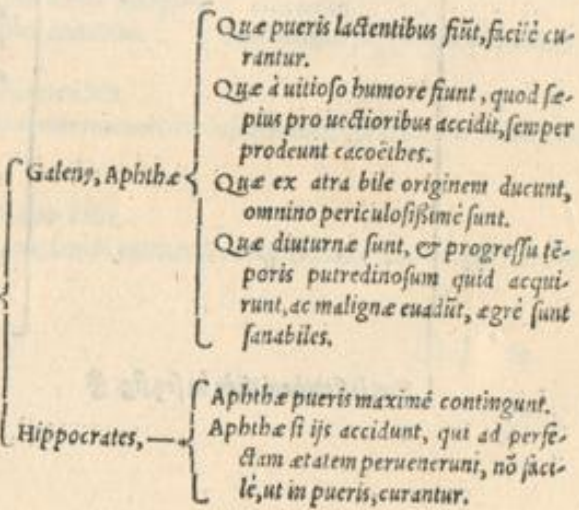 Quæ pueris lactentibus fiũt, facilè cu-
rantur.
Quæ à uitioso humore fiunt, quod sæ-
pius prouectioribus accidit, semper
prodeunt cacoëthes.
Galenꝰ, Aphthæ
Quæ ex atra bile originem ducunt,
omnino periculosißimè sunt.
Quæ diuturnæ sunt, & progressu tẽ-
poris putredinosum quid acqui-
runt, ac malignæ euadũt, ægrè sunt
sanabiles.
Aphthæ pueris maximè contingunt.
Hippocrates,
Aphthæ si ijs accidunt, qui ad perfe-
ctam ætatem peruenerunt, nõ faci-
lè, ut in pueris, curantur.